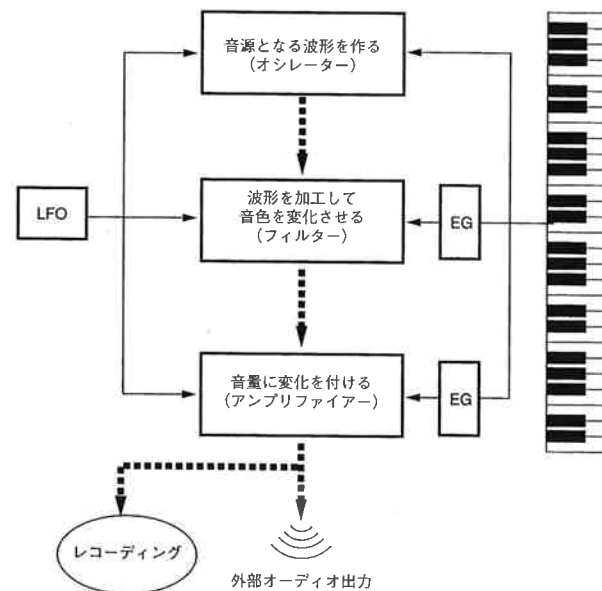 音源となる波形を作る
(オシレーター)
LFO
波形を加工して
音色を変化させる
(フィルター)
EG
音量に変化を付ける
(アンプリファイアー)
EG
レコーディング
外部オーディオ出力